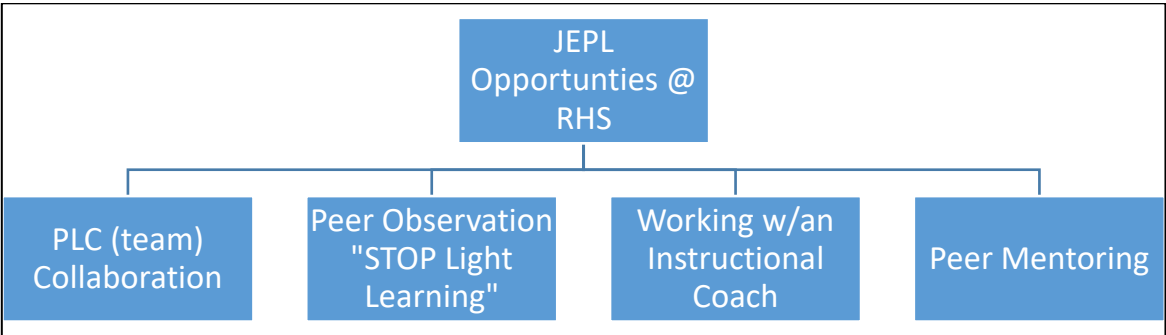 JEPL
Opportunties @
RHS
PLC (team)
Collaboration
Peer Observation
"STOP Light
Learning"
Working w/an
Instructional
Coach
Peer Mentoring